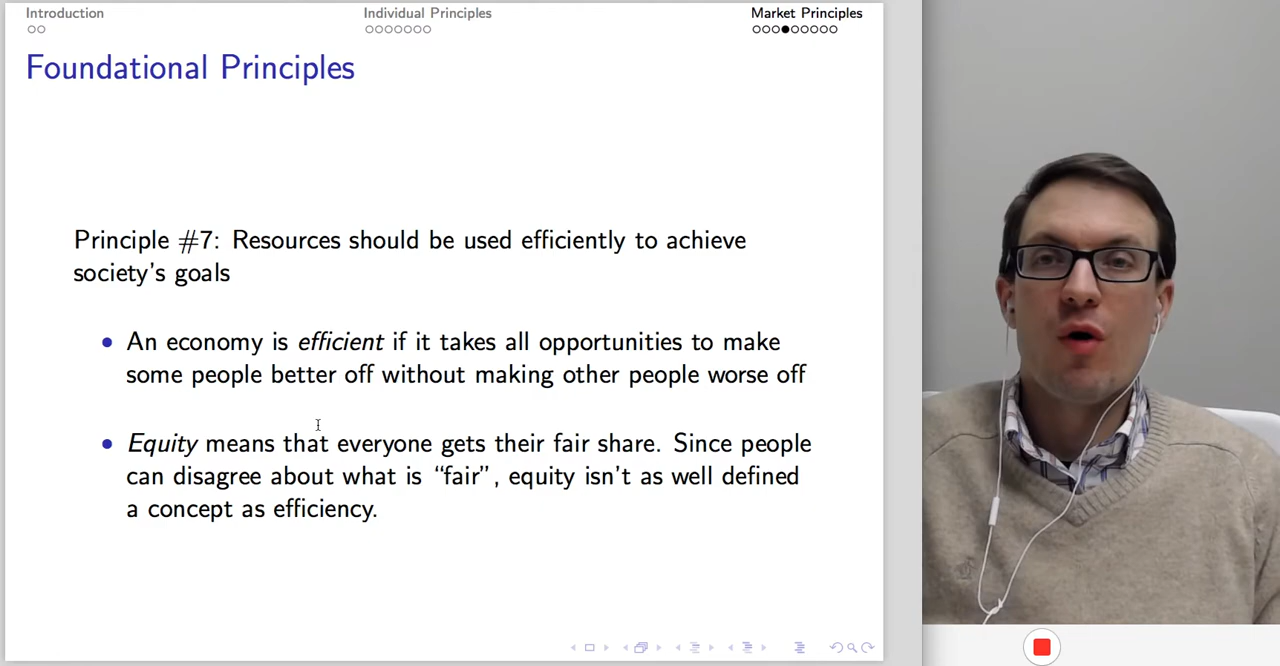 Introduction
Individual Principles
Market Principles
Foundational Principles
Principle #7: Resources should be used efficiently to achieve
society's goals
An economy is efficient if it takes all opportunities to make
some people better off without making other people worse off
Equity means that everyone gets their fair share. Since people
can disagree about what is “fair”, equity isn't as well defined
a concept as efficiency.